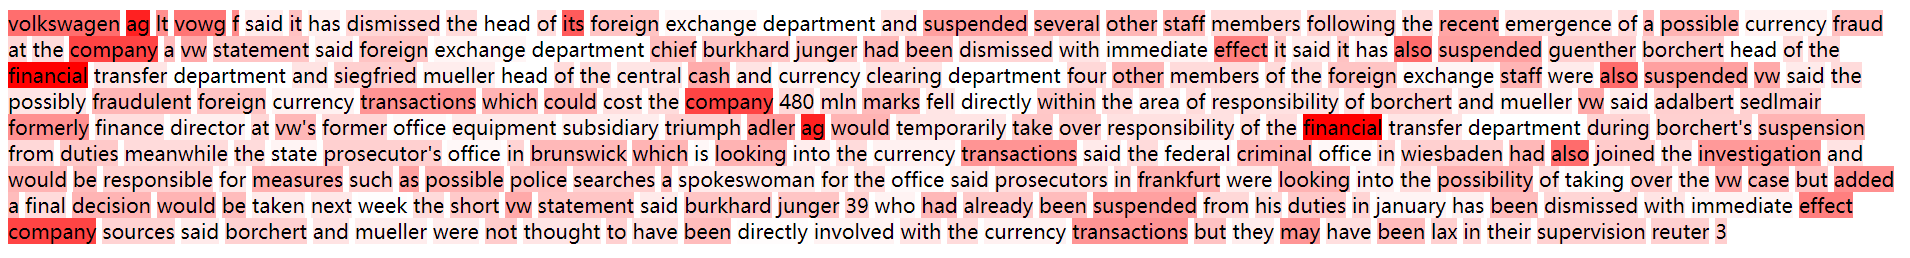 volkswagen ag lt vowg f said it has dismissed the head of its foreign exchange department and suspended several other staff members following the recent emergence of a possible currency fraud
at the company a vw statement said foreign exchange department chief burkhard junger had been dismissed with immediate effect it said it has also suspended guenther borchert head of the
financial transfer department and siegfried mueller head of the central cash and currency clearing department four other members of the foreign exchange staff were also suspended vw said the
possibly fraudulent foreign currency transactions which could cost the company 480 mln marks fell directly within the area of responsibility of borchert and mueller vw said adalbert sedlmair
formerly finance director at vw's former office equipment subsidiary triumph adler ag would temporarily take over responsibility of the financial transfer department during borchert's suspension
from duties meanwhile the state prosecutor's office in brunswick which is looking into the currency transactions said the federal criminal office in wiesbaden had also joined the investigation and
would be responsible for measures such as possible police searches a spokeswoman for the office said prosecutors in frankfurt were looking into the possibility of taking over the vw case but added
a final decision would be taken next week the short vw statement said burkhard junger 39 who had already been suspended from his duties in january has been dismissed with immediate effect
company sources said borchert and mueller were not thought to have been directly involved with the currency transactions but they may have been lax in their supervision reuter 3